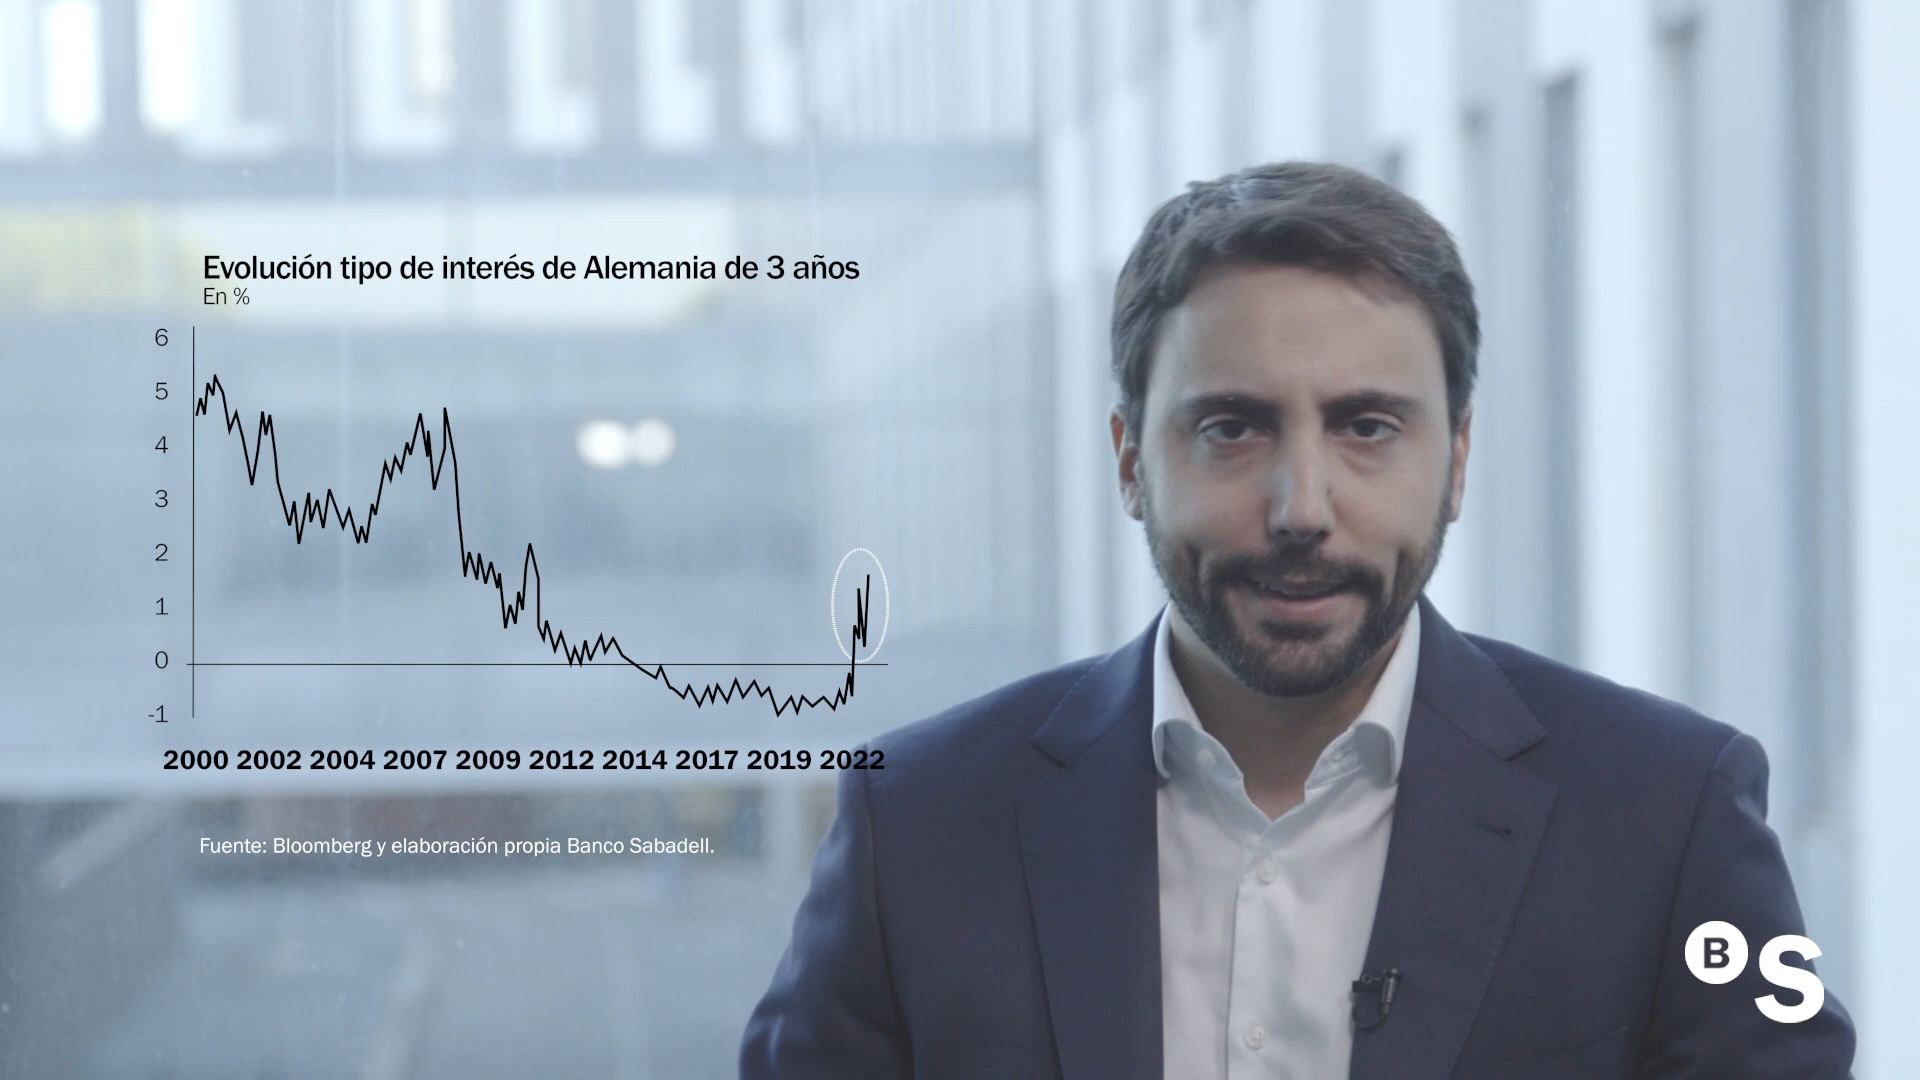 Evolución tipo de interés de Alemania de 3 años
En %
6
5
4
3
2
1
0
-1
2000 2002 2004 2007 2009 2012 2014 2017 2019 2022
Fuente: Bloomberg y elaboración propia Banco Sabadell.
B S